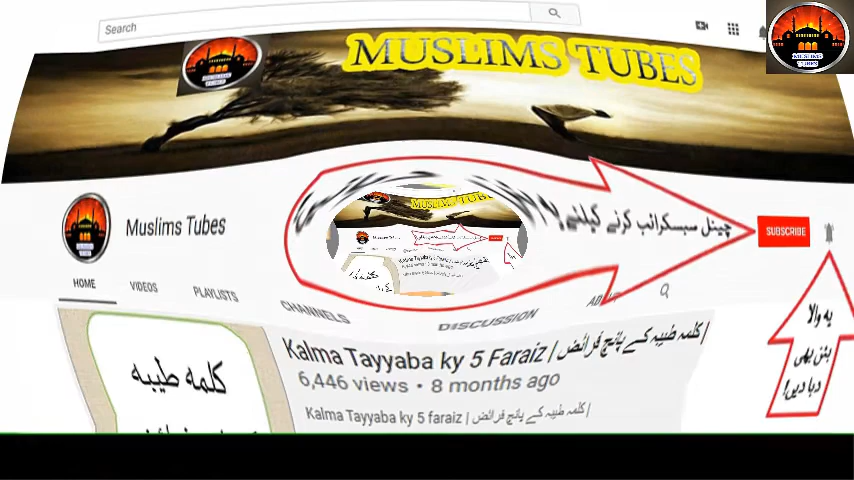 Search
MUSLIMS TUBES
MUSLIMS
TUBES
Muslims Tubes
چینل سبسکرائب کرنے کیلئے
SUBSCRIBE
HOME
VIDEOS
PLAYLISTS
CHANNELS
DISCUSSION
یہ والا
بٹن بھی
دبا دیں!
کلمہ طیبہ
Kalma Tayyaba ky 5 Faraiz | کلمہ طیبہ کے پانچ فرائض |
6,446 views • 8 months ago
Kalma Tayyaba ky 5 faraiz | کلمہ طیبہ کے پانچ فرائض |